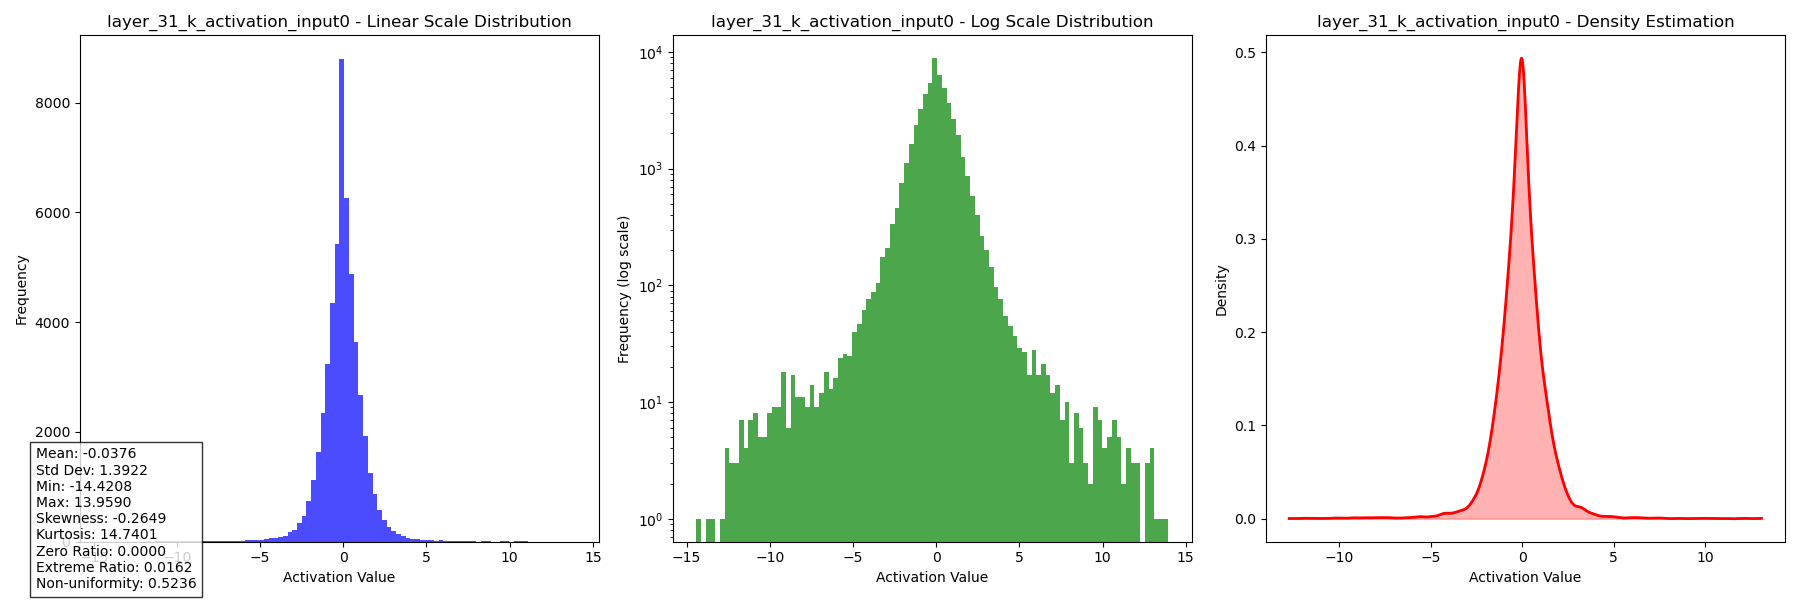 layer_31_k_activation_input0 - Linear Scale Distribution
Frequency
8000
6000
4000
2000
0
−10
−5
0
5
10
15
Activation Value
Mean: -0.0376
Std Dev: 1.3922
Min: -14.4208
Max: 13.9590
Skewness: -0.2649
Kurtosis: 14.7401
Zero Ratio: 0.0000
Extreme Ratio: 0.0162
Non-uniformity: 0.5236
layer_31_k_activation_input0 - Log Scale Distribution
Frequency (log scale)
10⁴
10³
10²
10¹
10⁰
−15
−10
−5
0
5
10
15
Activation Value
layer_31_k_activation_input0 - Density Estimation
Density
0.5
0.4
0.3
0.2
0.1
0.0
−10
−5
0
5
10
Activation Value